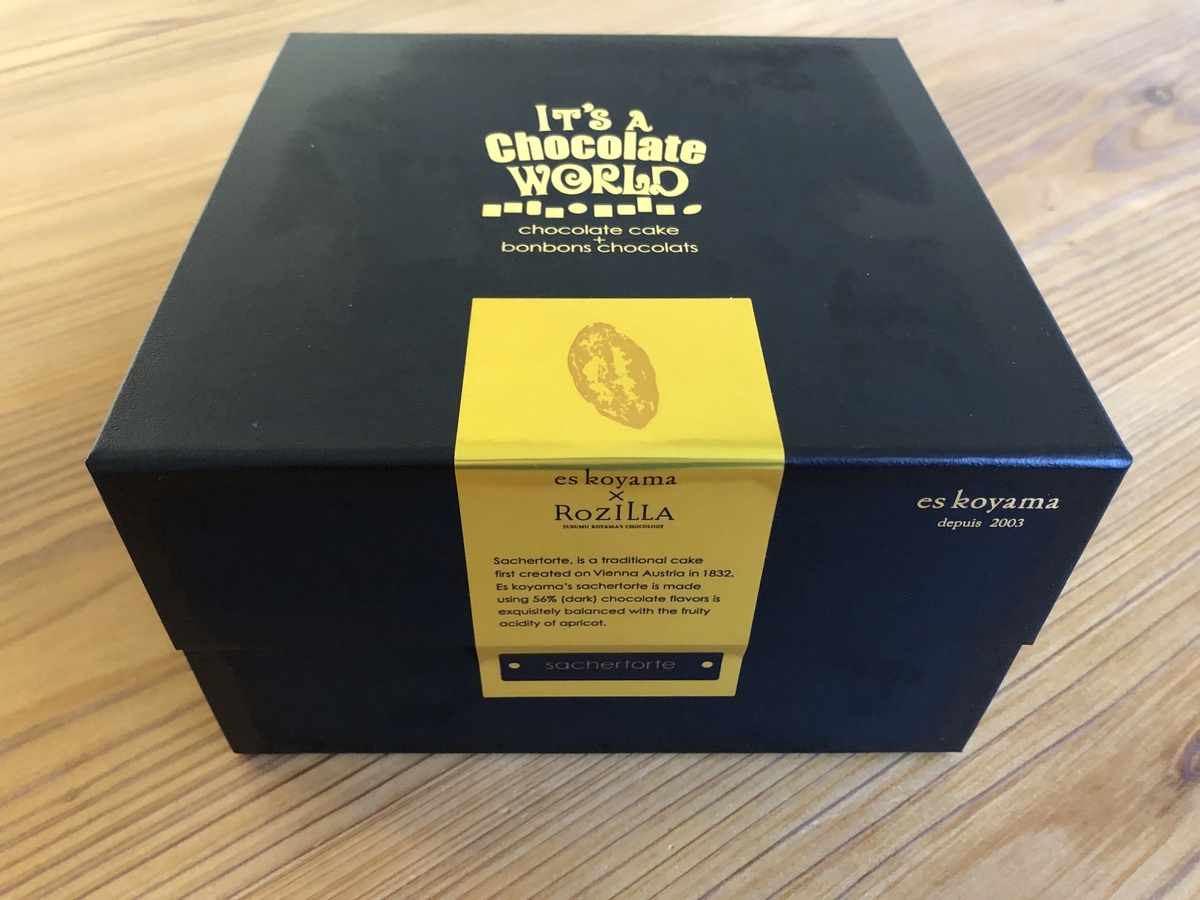 IT'S A
Chocolate
WORLD
chocolate cake
+
bonbons chocolats
es koyama
×
ROZILLA
SUSUMU KOYAMA'S CHOCOLOGY
Sachertorte, is a traditional cake
first created on Vienna Austria in 1832.
Es koyama's sachertorte is made
using 56% (dark) chocolate flavors is
exquisitely balanced with the fruity
acidity of apricot.
sachertorte
es koyama
depuis 2003